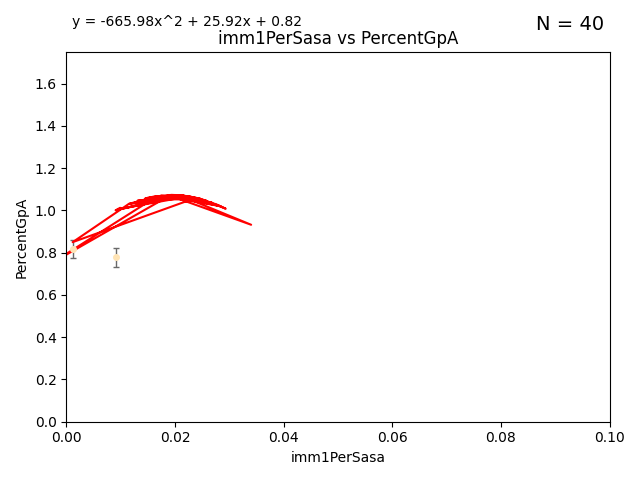 y = -665.98x^2 + 25.92x + 0.82
N = 40
imm1PerSasa vs PercentGpA
1.6
1.4
1.2
1.0
0.8
0.6
0.4
0.2
0.0
PercentGpA
0.00 0.02 0.04 0.06 0.08 0.10
imm1PerSasa